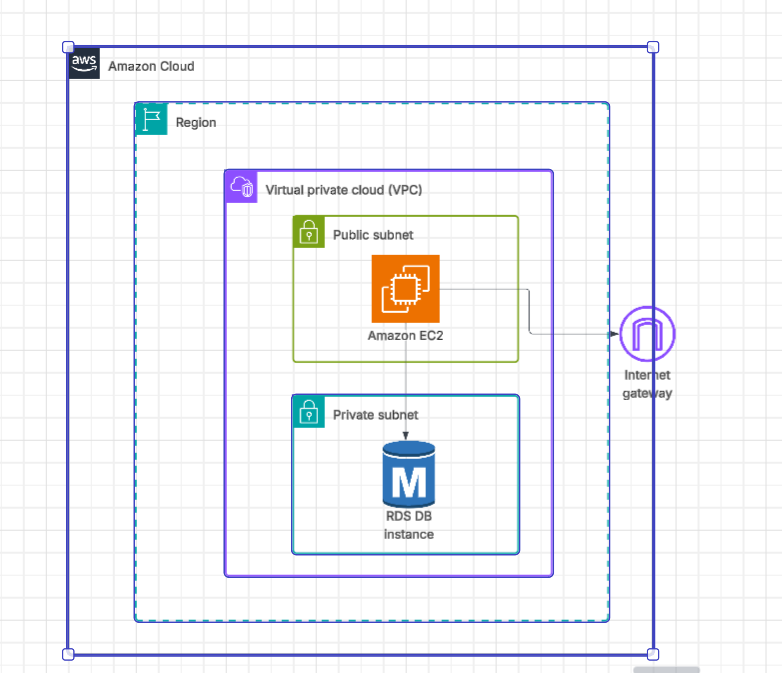 aws
Amazon Cloud
Region
Virtual private cloud (VPC)
Public subnet
Amazon EC2
Internet
gateway
Private subnet
M
RDS DB
instance